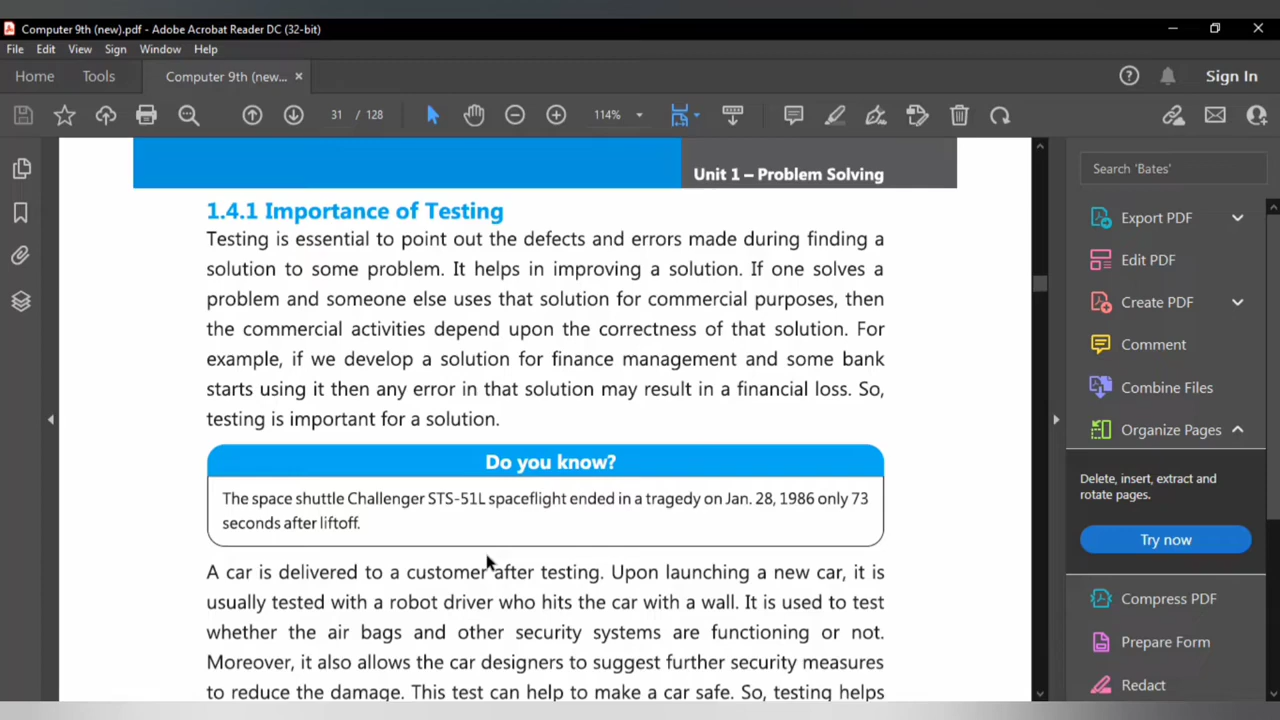 Computer 9th (new).pdf - Adobe Acrobat Reader DC (32-bit)
File Edit View Sign Window Help
Home Tools Computer 9th (new... × Sign In
31 / 128 114%
Unit 1 – Problem Solving
1.4.1 Importance of Testing
Testing is essential to point out the defects and errors made during finding a
solution to some problem. It helps in improving a solution. If one solves a
problem and someone else uses that solution for commercial purposes, then
the commercial activities depend upon the correctness of that solution. For
example, if we develop a solution for finance management and some bank
starts using it then any error in that solution may result in a financial loss. So,
testing is important for a solution.
Do you know?
The space shuttle Challenger STS-51L spaceflight ended in a tragedy on Jan. 28, 1986 only 73
seconds after liftoff.
A car is delivered to a customer after testing. Upon launching a new car, it is
usually tested with a robot driver who hits the car with a wall. It is used to test
whether the air bags and other security systems are functioning or not.
Moreover, it also allows the car designers to suggest further security measures
to reduce the damage. This test can help to make a car safe. So, testing helps
Search 'Bates'
Export PDF
Edit PDF
Create PDF
Comment
Combine Files
Organize Pages
Delete, insert, extract and
rotate pages.
Try now
Compress PDF
Prepare Form
Redact